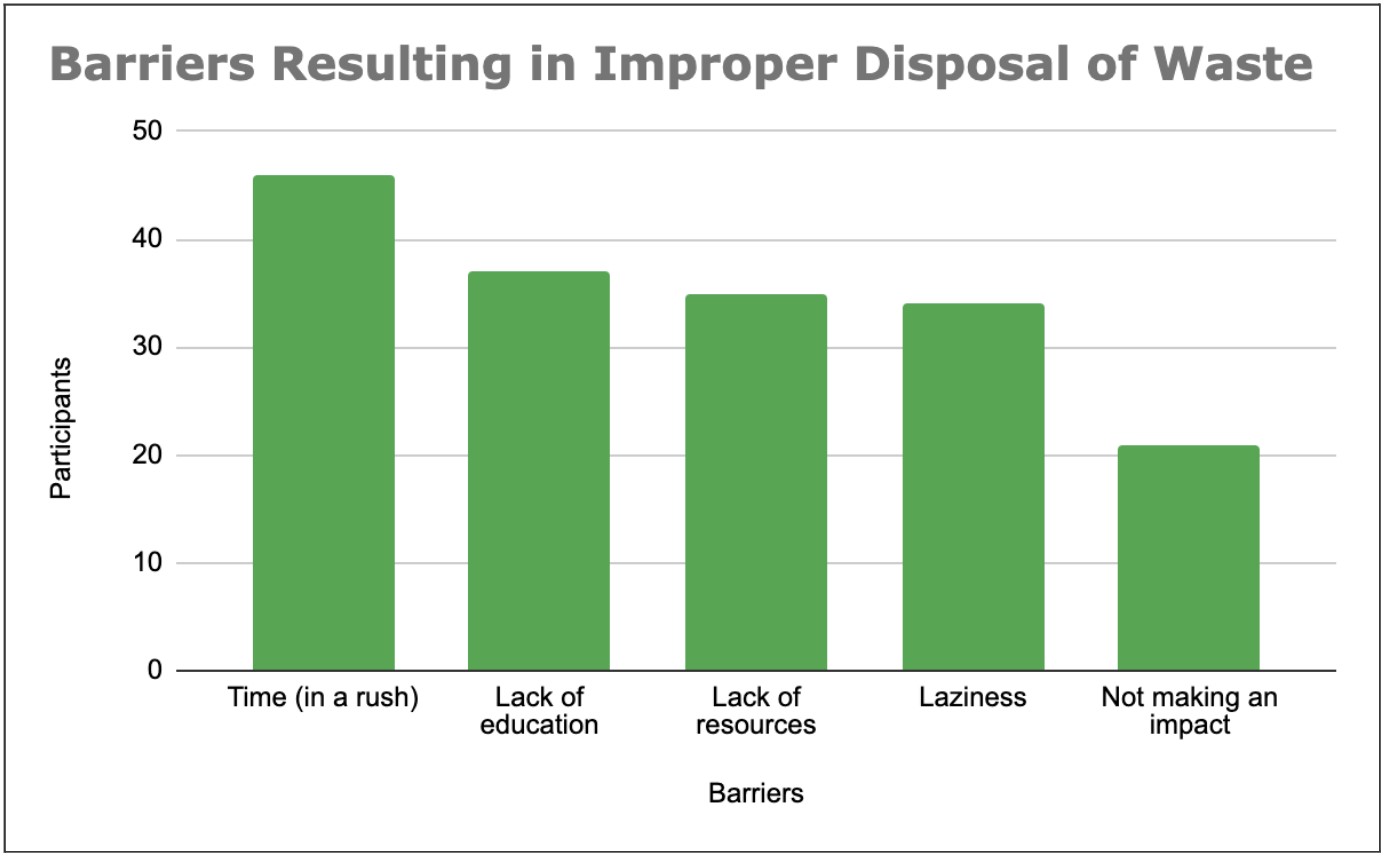 Barriers Resulting in Improper Disposal of Waste
50
40
30
20
10
0
Participants
Time (in a rush)
Lack of
education
Lack of
resources
Laziness
Not making an
impact
Barriers